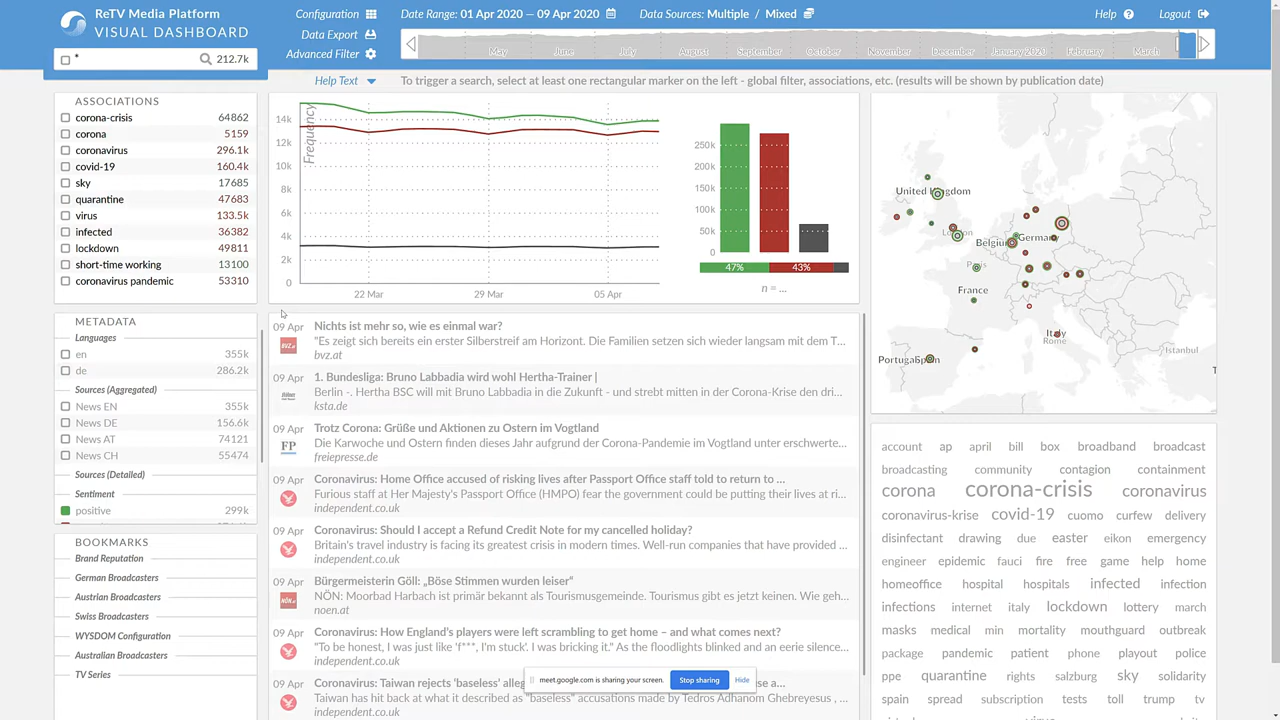 ReTV Media Platform
VISUAL DASHBOARD
*
212.7k
Configuration
Data Export
Advanced Filter
Date Range: 01 Apr 2020 — 09 Apr 2020
Data Sources: Multiple / Mixed
Help
Logout
May June July August September October November December January 2020 February March
Help Text
To trigger a search, select at least one rectangular marker on the left - global filter, associations, etc. (results will be shown by publication date)
ASSOCIATIONS
corona-crisis 64862
corona 5159
coronavirus 296.1k
covid-19 160.4k
sky 17685
quarantine 47683
virus 133.5k
infected 36382
lockdown 49811
short-time working 13100
coronavirus pandemic 53310
METADATA
Languages
en 355k
de 286.2k
Sources (Aggregated)
News EN 355k
News DE 156.6k
News AT 74121
News CH 55474
Sources (Detailed)
Sentiment
positive 299k
BOOKMARKS
Brand Reputation
German Broadcasters
Austrian Broadcasters
Swiss Broadcasters
WYSDOM Configuration
Australian Broadcasters
TV Series
Frequency
14k
12k
10k
8k
6k
4k
2k
0
22 Mar 29 Mar 05 Apr
250k
200k
150k
100k
50k
0
47% 43%
n = ...
09 Apr Nichts ist mehr so, wie es einmal war?
BVZ.at
"Es zeigt sich bereits ein erster Silberstreif am Horizont. Die Familien setzen sich wieder langsam mit dem T...
bvz.at
09 Apr 1. Bundesliga: Bruno Labbadia wird wohl Hertha-Trainer |
Berlin -. Hertha BSC will mit Bruno Labbadia in die Zukunft - und strebt mitten in der Corona-Krise den dri...
ksta.de
09 Apr Trotz Corona: Grüße und Aktionen zu Ostern im Vogtland
FP
Die Karwoche und Ostern finden dieses Jahr aufgrund der Corona-Pandemie im Vogtland unter erschwerte...
freiepresse.de
09 Apr Coronavirus: Home Office accused of risking lives after Passport Office staff told to return to ...
Furious staff at Her Majesty's Passport Office (HMPO) fear the government could be putting their lives at ri...
independent.co.uk
09 Apr Coronavirus: Should I accept a Refund Credit Note for my cancelled holiday?
Britain's travel industry is facing its greatest crisis in modern times. Well-run companies that have provided ...
independent.co.uk
09 Apr Bürgermeisterin Göll: „Böse Stimmen wurden leiser"
NÖN.at
NÖN: Moorbad Harbach ist primär bekannt als Tourismusgemeinde. Tourismus gibt es jetzt keinen. Wie geh...
noen.at
09 Apr Coronavirus: How England's players were left scrambling to get home – and what comes next?
"To be honest, I was just like 'f***, I'm stuck'. I was bricking it." As the floodlights blinked and an eerie silence...
independent.co.uk
09 Apr Coronavirus: Taiwan rejects 'baseless' alleg
se a...
Taiwan has hit back at what it described as "baseless" accusations made by Tedros Adhanom Ghebreyesus , ...
independent.co.uk
meet.google.com is sharing your screen.
Stop sharing
Hide
United Kingdom
London
Belgium
Germany
Paris
France
Italy
Rome
Portugal
Spain
Istanbul
T
account ap april bill box broadband broadcast
broadcasting community contagion containment
corona corona-crisis coronavirus
coronavirus-krise covid-19 cuomo curfew delivery
disinfectant drawing due easter eikon emergency
engineer epidemic fauci fire free game help home
homeoffice hospital hospitals infected infection
infections internet italy lockdown lottery march
masks medical min mortality mouthguard outbreak
package pandemic patient phone playout police
ppe quarantine rights salzburg sky solidarity
spain spread subscription tests toll trump tv